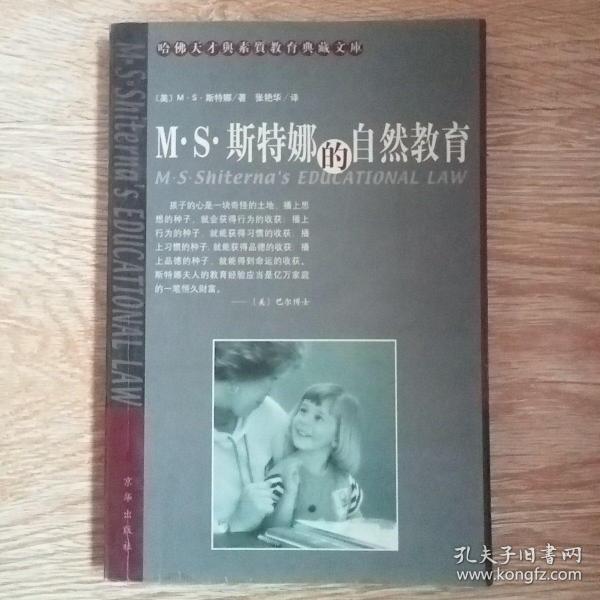 哈佛天才與素質教育典藏文庫
〔美〕M·S·斯特娜／著 张艳华／译
M·S·斯特娜的自然教育
M·S·Shiterna's EDUCATIONAL LAW
孩子的心是一块奇怪的土地，播上思
想的种子，就会获得行为的收获；播上
行为的种子，就能获得习惯的收获；播
上习惯的种子，就能获得品德的收获；播
上品德的种子，就能得到命运的收获。
斯特娜夫人的教育经验应当是亿万家庭
的一笔恒久财富。
——〔美〕巴尔博士
M·S·Shiterna's EDUCATIONAL LAW
京华出版社
孔夫子旧书网
www.kongfz.com